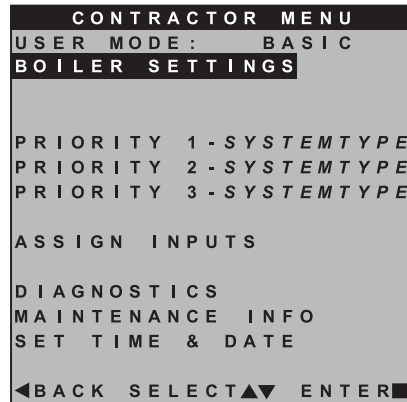 CONTRACTOR MENU
USER MODE: BASIC
BOILER SETTINGS
PRIORITY 1-SYSTEMTYPE
PRIORITY 2-SYSTEMTYPE
PRIORITY 3-SYSTEMTYPE
ASSIGN INPUTS
DIAGNOSTICS
MAINTENANCE INFO
SET TIME & DATE
◀BACK SELECT▲▼ ENTER■